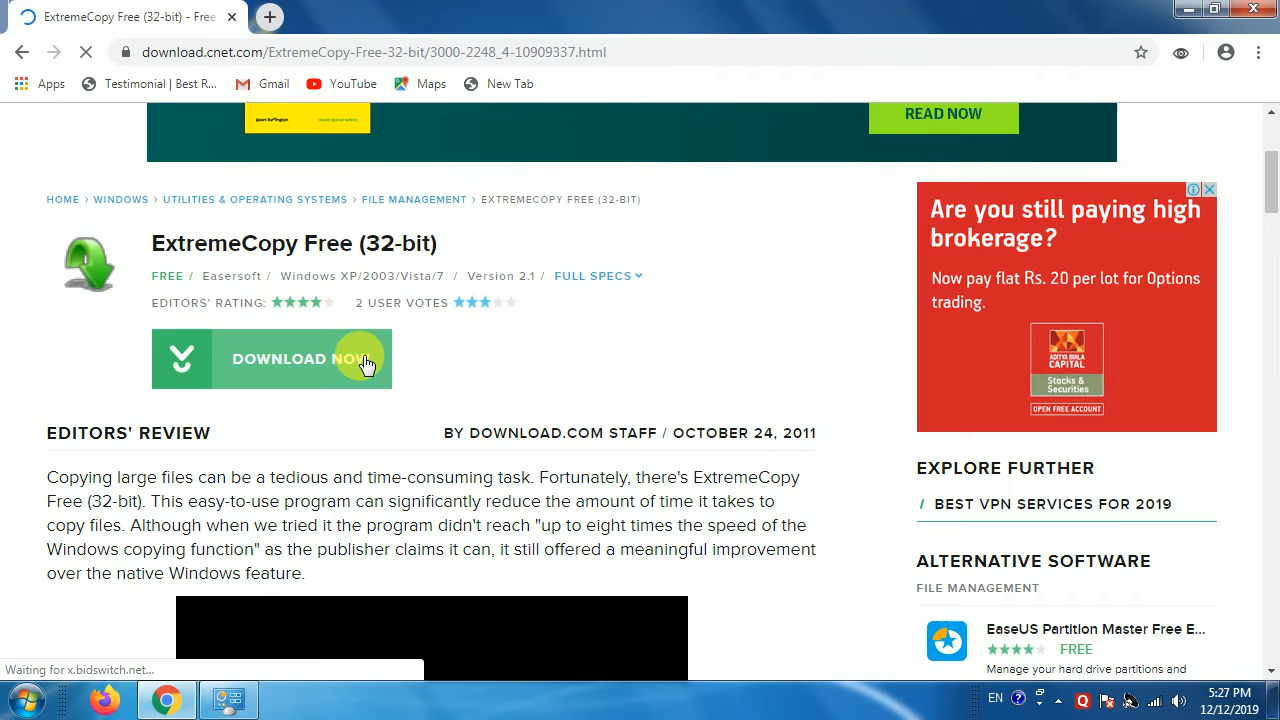 ExtremeCopy Free (32-bit) - Free
download.cnet.com/ExtremeCopy-Free-32-bit/3000-2248_4-10909337.html
Apps Testimonial | Best R... Gmail YouTube Maps New Tab
READ NOW
HOME › WINDOWS › UTILITIES & OPERATING SYSTEMS › FILE MANAGEMENT › EXTREMECOPY FREE (32-BIT)
ExtremeCopy Free (32-bit)
FREE / Easersoft / Windows XP/2003/Vista/7 / Version 2.1 / FULL SPECS
EDITORS' RATING: 2 USER VOTES
DOWNLOAD NOW
EDITORS' REVIEW
BY DOWNLOAD.COM STAFF / OCTOBER 24, 2011
Copying large files can be a tedious and time-consuming task. Fortunately, there's ExtremeCopy
Free (32-bit). This easy-to-use program can significantly reduce the amount of time it takes to
copy files. Although when we tried it the program didn't reach "up to eight times the speed of the
Windows copying function" as the publisher claims it can, it still offered a meaningful improvement
over the native Windows feature.
Are you still paying high
brokerage?
Now pay flat Rs. 20 per lot for Options
trading.
ADITYA BIRLA
CAPITAL
Stocks &
Securities
OPEN FREE ACCOUNT
EXPLORE FURTHER
/ BEST VPN SERVICES FOR 2019
ALTERNATIVE SOFTWARE
FILE MANAGEMENT
EaseUS Partition Master Free E...
FREE
Manage your hard drive partitions and
Waiting for x.bidswitch.net...
EN
5:27 PM
12/12/2019